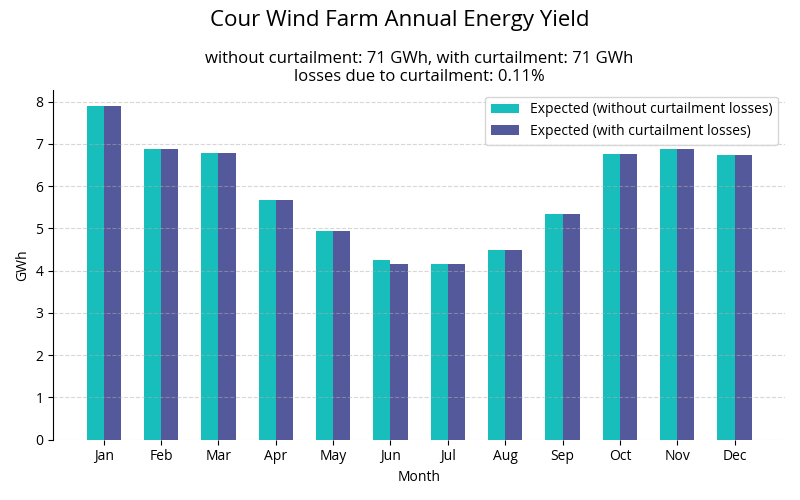 Cour Wind Farm Annual Energy Yield
without curtailment: 71 GWh, with curtailment: 71 GWh
losses due to curtailment: 0.11%
Expected (without curtailment losses)
Expected (with curtailment losses)
8
7
6
5
4
3
2
1
0
GWh
Jan Feb Mar Apr May Jun Jul Aug Sep Oct Nov Dec
Month